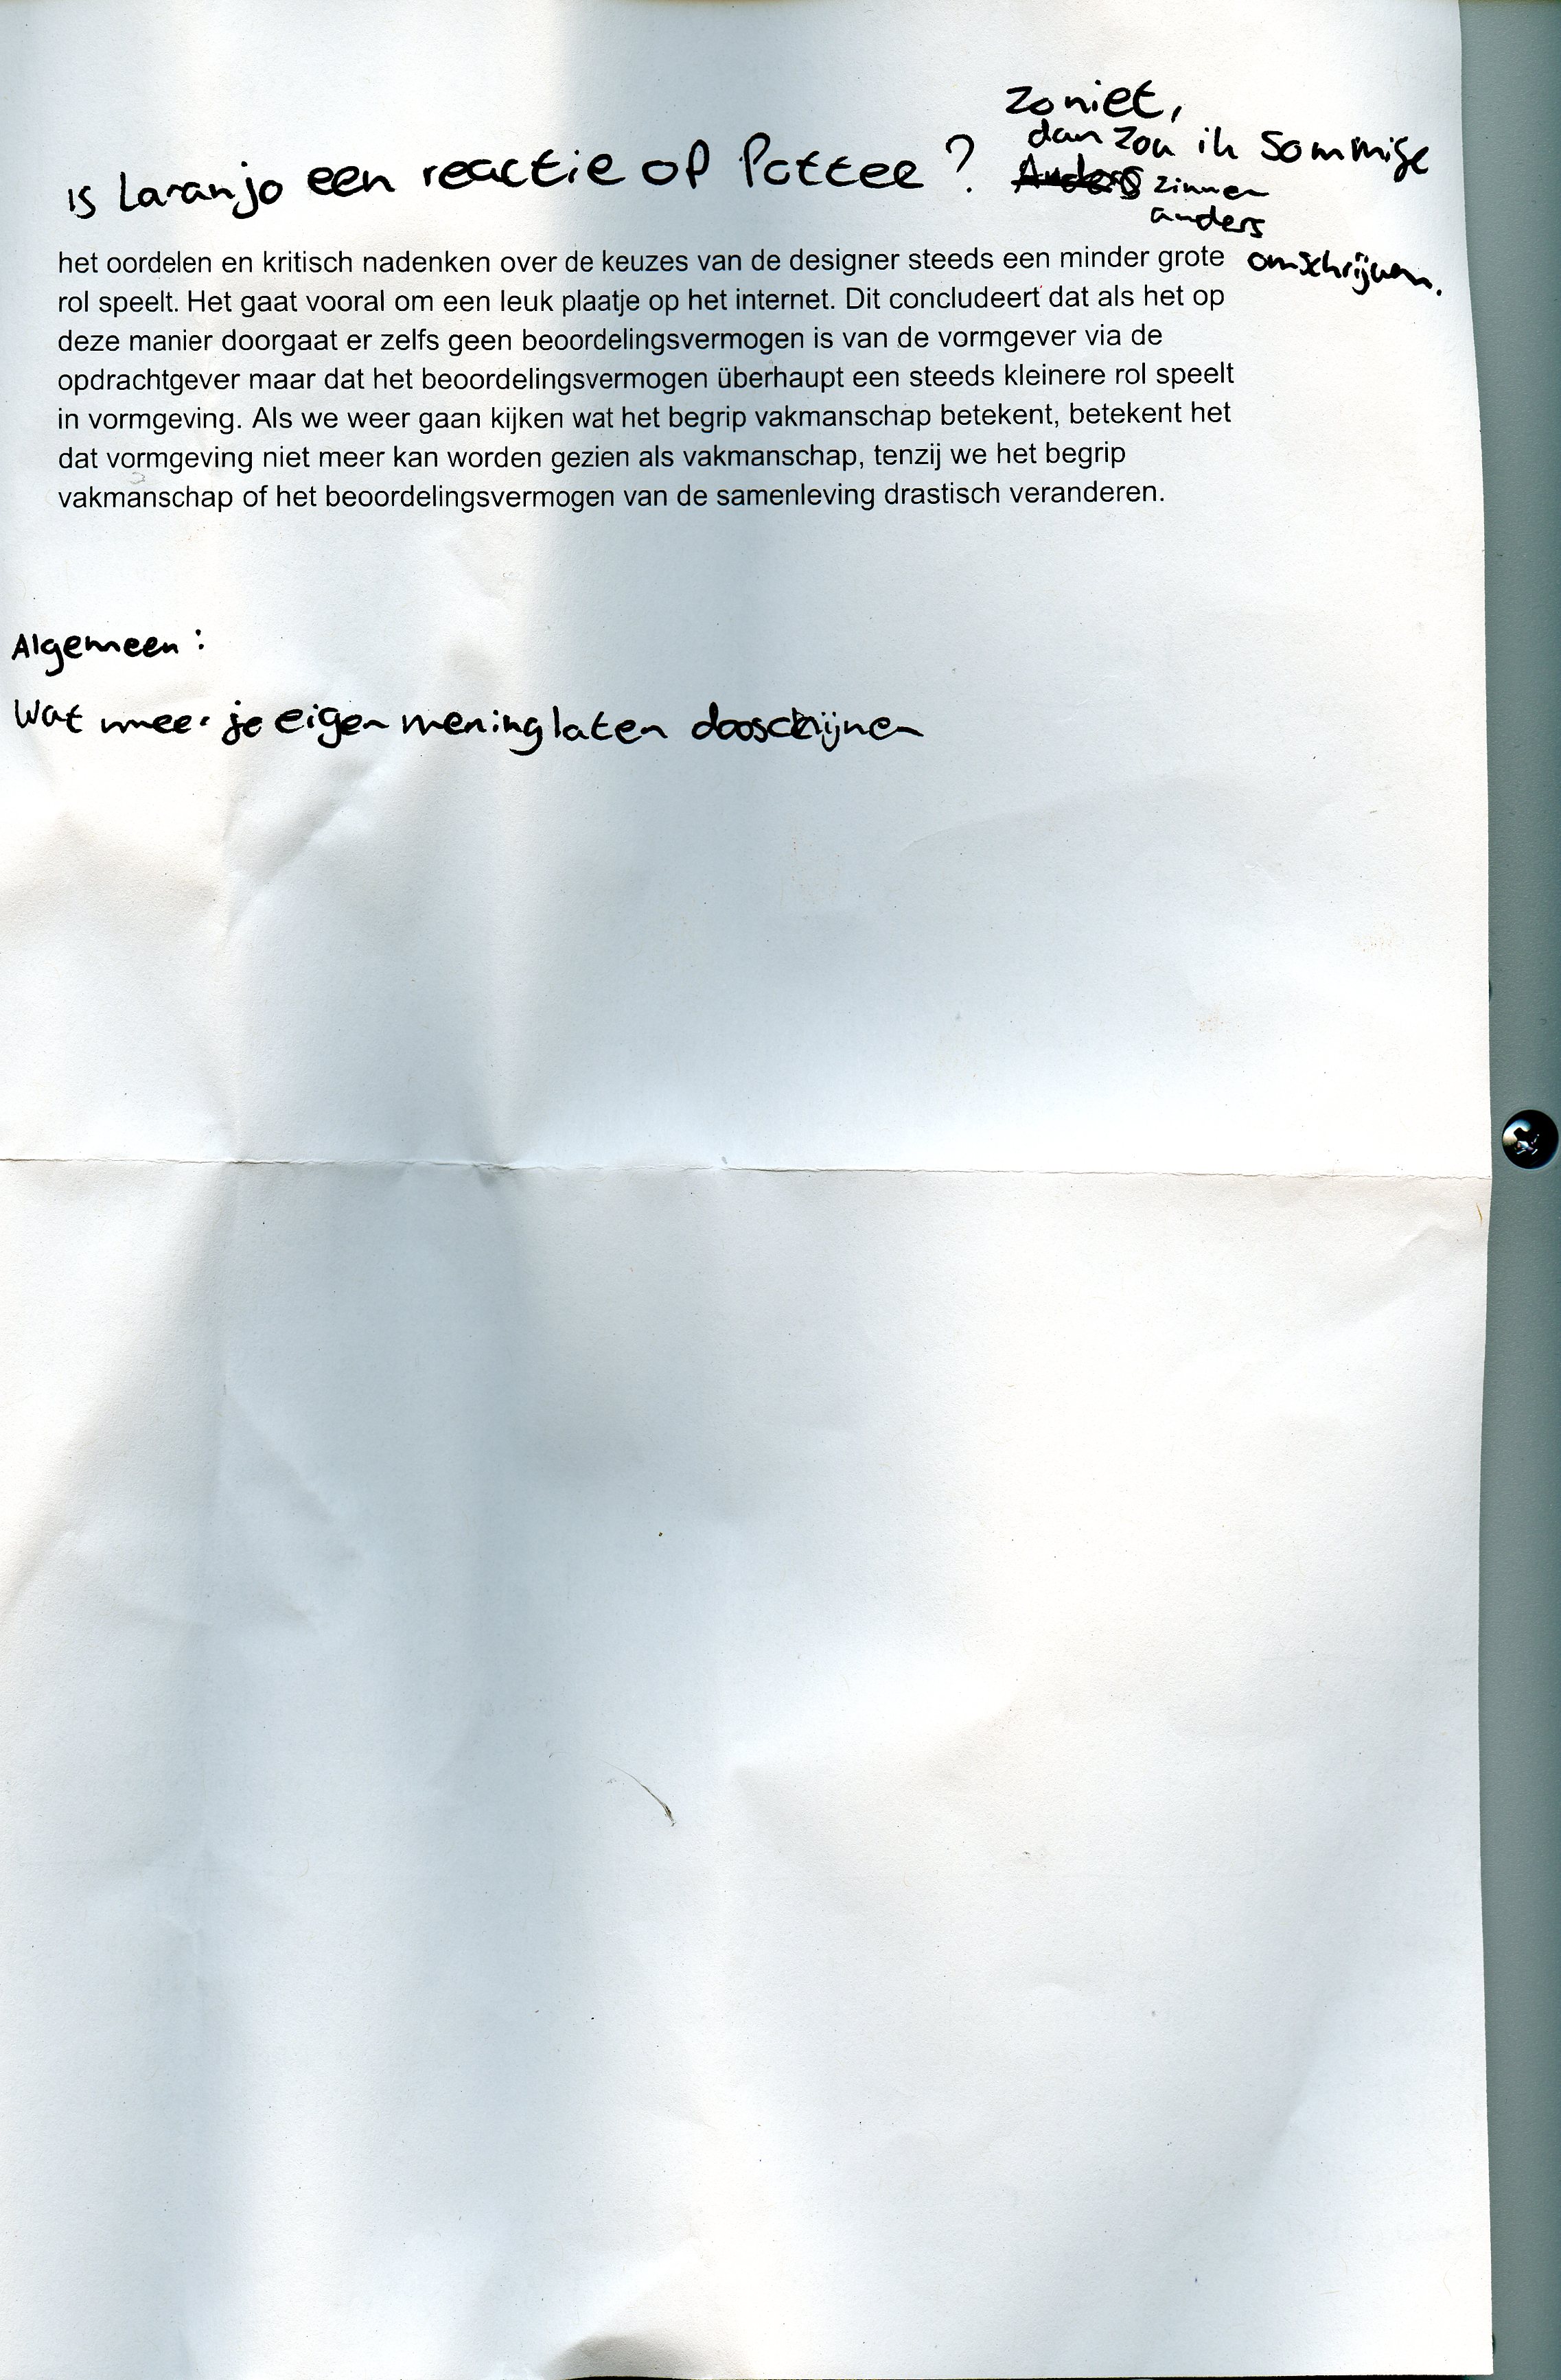 zo niet,
dan zou ik sommige
is Laranjo een reactie op Pottee ? Anders zinnen
anders
omschrijven.
het oordelen en kritisch nadenken over de keuzes van de designer steeds een minder grote
rol speelt. Het gaat vooral om een leuk plaatje op het internet. Dit concludeert dat als het op
deze manier doorgaat er zelfs geen beoordelingsvermogen is van de vormgever via de
opdrachtgever maar dat het beoordelingsvermogen überhaupt een steeds kleinere rol speelt
in vormgeving. Als we weer gaan kijken wat het begrip vakmanschap betekent, betekent het
dat vormgeving niet meer kan worden gezien als vakmanschap, tenzij we het begrip
vakmanschap of het beoordelingsvermogen van de samenleving drastisch veranderen.
Algemeen :
Wat meer je eigen mening laten dooschijnen